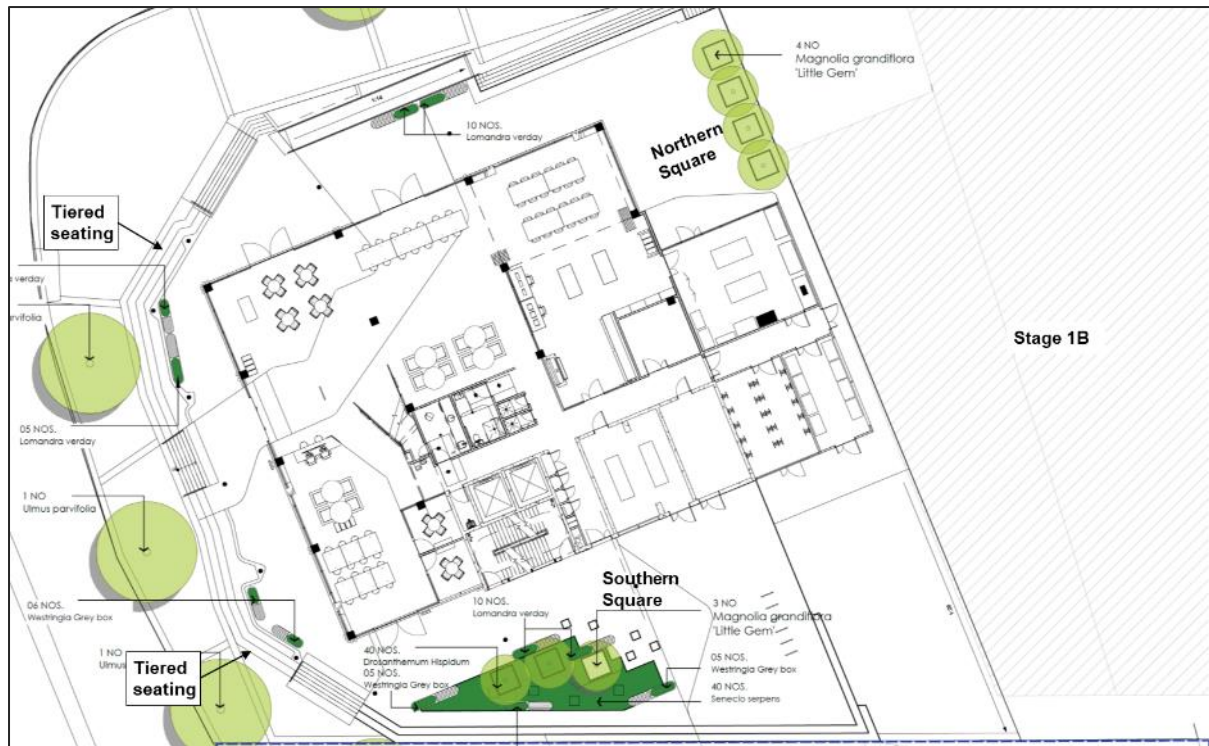 4 NO
Magnolia grandiflora
'Little Gem'
10 NOS.
Lomandra verday
Northern
Square
Tiered
seating
verday
parvifolia
Stage 1B
05 NOS.
Lomandra verday
1 NO
Ulmus parvifolia
Southern
Square
06 NOS.
Westringia Grey box
10 NOS.
Lomandra verday
3 NO
Magnolia grandiflora
'Little Gem'
1 NO
Ulmus
Tiered
seating
40 NOS.
Drosanthemum Hispidum
05 NOS.
Westringia Grey box
05 NOS.
Westringia Grey box
40 NOS.
Senecio serpens